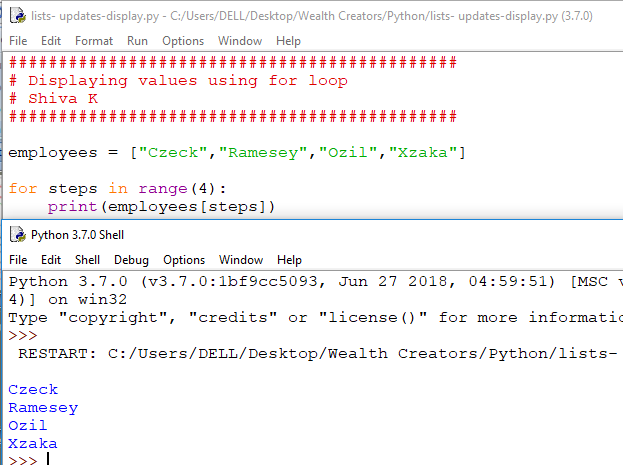 lists- updates-display.py - C:/Users/DELL/Desktop/Wealth Creators/Python/lists- updates-display.py (3.7.0)
File Edit Format Run Options Window Help
#############################################
# Displaying values using for loop
# Shiva K
#############################################
employees = ["Czeck","Ramesey","Ozil","Xzaka"]
for steps in range(4):
    print(employees[steps])
Python 3.7.0 Shell
File Edit Shell Debug Options Window Help
Python 3.7.0 (v3.7.0:1bf9cc5093, Jun 27 2018, 04:59:51) [MSC v
4)] on win32
Type "copyright", "credits" or "license()" for more informatic
>>>
 RESTART: C:/Users/DELL/Desktop/Wealth Creators/Python/lists-
Czeck
Ramesey
Ozil
Xzaka
>>>